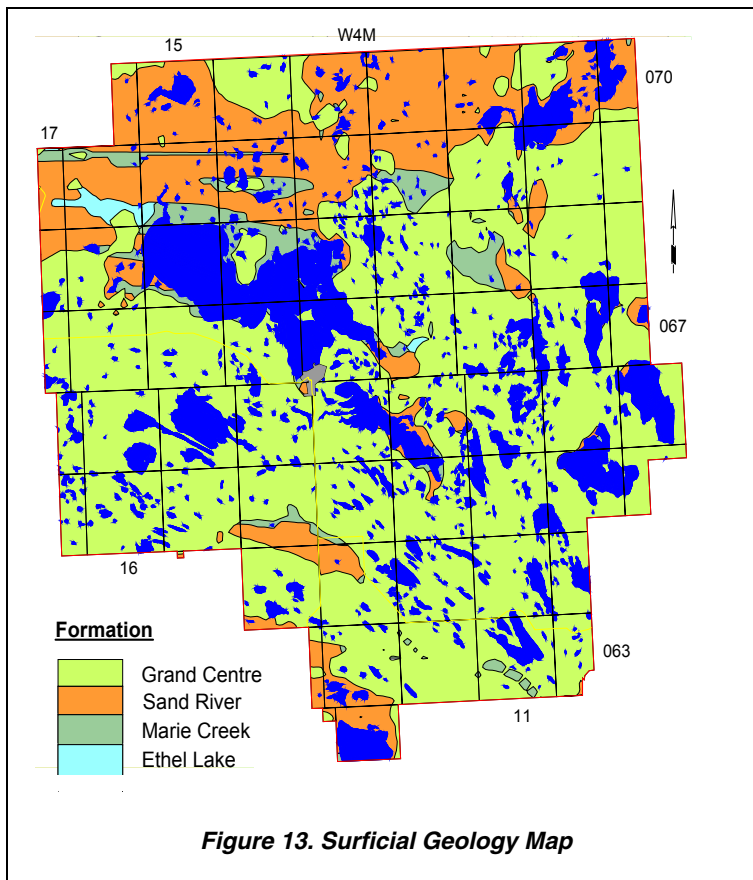 W4M
15
070
17
067
16
063
11
Formation
Grand Centre
Sand River
Marie Creek
Ethel Lake
Figure 13. Surficial Geology Map